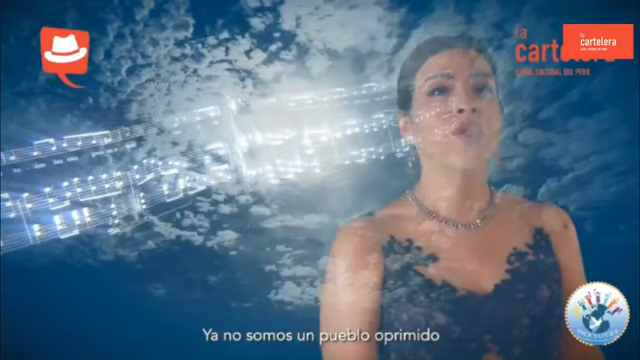 la
cartelera
la
cartelera
CANAL CULTURAL DEL PERÚ
Ya no somos un pueblo oprimido